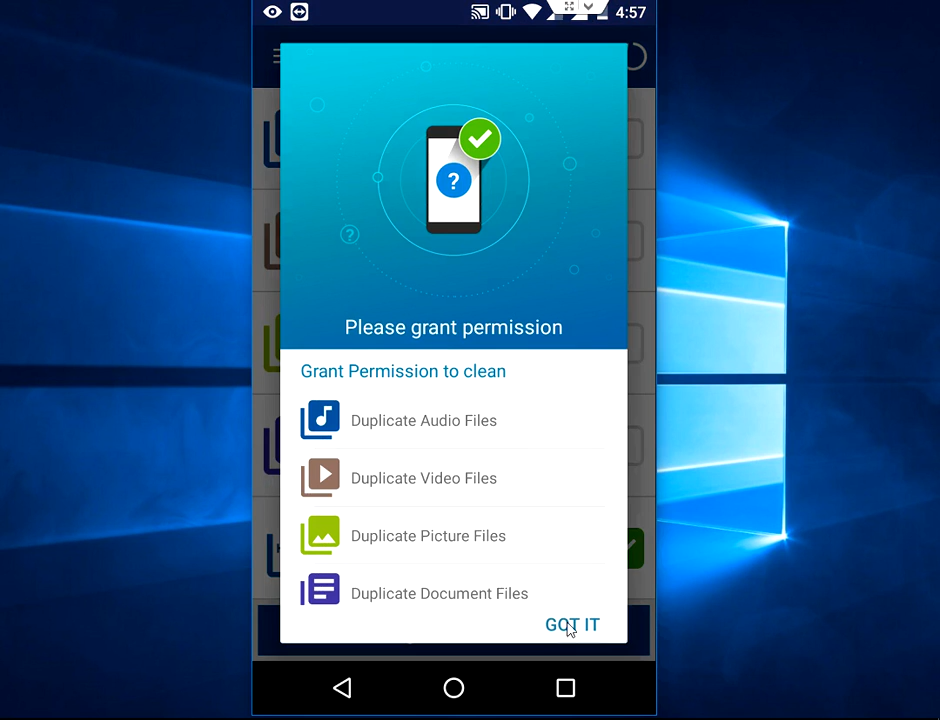 4:57
?
?
Please grant permission
Grant Permission to clean
Duplicate Audio Files
Duplicate Video Files
Duplicate Picture Files
Duplicate Document Files
GOT IT